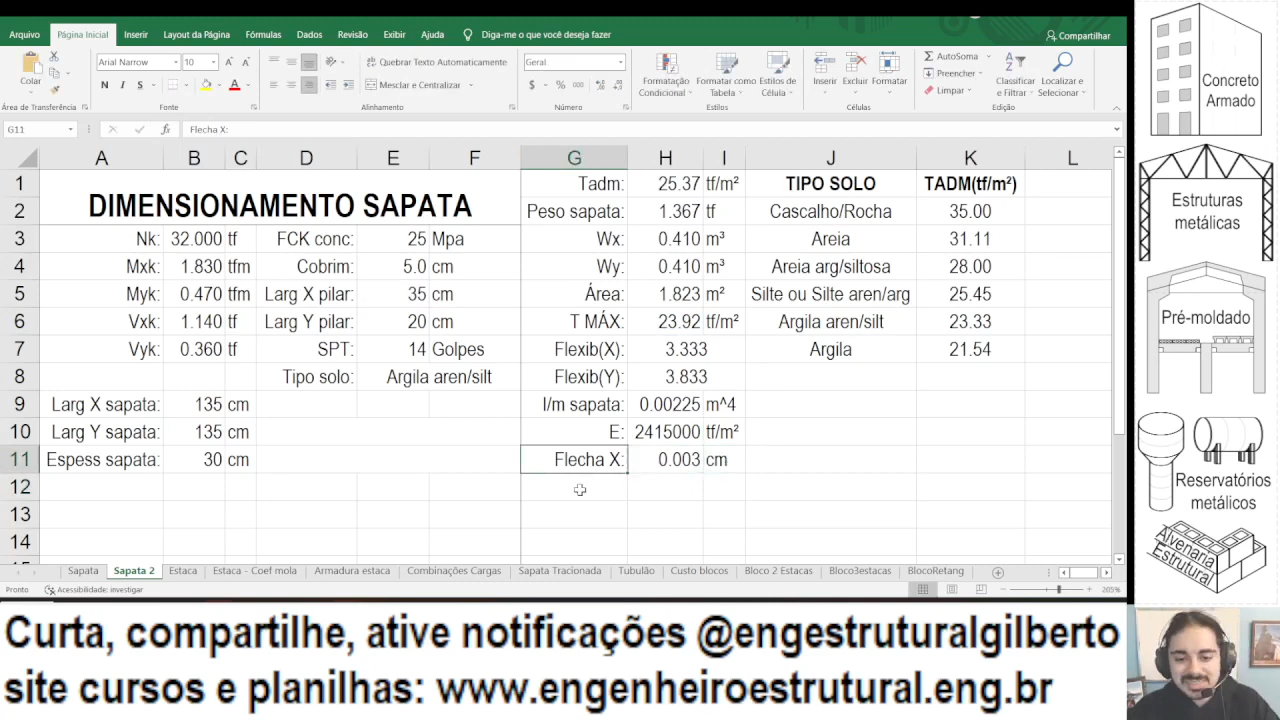 Arquivo Página Inicial Inserir Layout da Página Fórmulas Dados Revisão Exibir Ajuda Diga-me o que você deseja fazer Compartilhar
Colar Arial Narrow 10 Quebrar Texto Automaticamente Geral Formatação Condicional Formatar como Tabela Estilos de Célula Inserir Excluir Formatar AutoSoma Classificar e Filtrar Localizar e Selecionar
N I S Mesclar e Centralizar $ % 000 Preencher
Limpar
Área de Transferência Fonte Alinhamento Número Estilos Células Edição
G11 fx Flecha X:
A B C D E F G H I J K L
1 DIMENSIONAMENTO SAPATA Tadm: 25.37 tf/m² TIPO SOLO TADM(tf/m²)
2 Peso sapata: 1.367 tf Cascalho/Rocha 35.00
3 Nk: 32.000 tf FCK conc: 25 Mpa Wx: 0.410 m³ Areia 31.11
4 Mxk: 1.830 tfm Cobrim: 5.0 cm Wy: 0.410 m³ Areia arg/siltosa 28.00
5 Myk: 0.470 tfm Larg X pilar: 35 cm Área: 1.823 m² Silte ou Silte aren/arg 25.45
6 Vxk: 1.140 tf Larg Y pilar: 20 cm T MÁX: 23.92 tf/m² Argila aren/silt 23.33
7 Vyk: 0.360 tf SPT: 14 Golpes Flexib(X): 3.333 Argila 21.54
8 Tipo solo: Argila aren/silt Flexib(Y): 3.833
9 Larg X sapata: 135 cm I/m sapata: 0.00225 m^4
10 Larg Y sapata: 135 cm E: 2415000 tf/m²
11 Espess sapata: 30 cm Flecha X: 0.003 cm
12
13
14
Sapata Sapata 2 Estaca Estaca - Coef mola Armadura estaca Combinações Cargas Sapata Tracionada Tubulão Custo blocos Bloco 2 Estacas Bloco3estacas BlocoRetang
Pronto Acessibilidade: investigar 205%
Curta, compartilhe, ative notificações @engestruturalgilberto
site cursos e planilhas: www.engenheiroestrutural.eng.br
Concreto
Armado
Estruturas
metálicas
Pré-moldado
Reservatórios
metálicos
Alvenaria
Estrutural